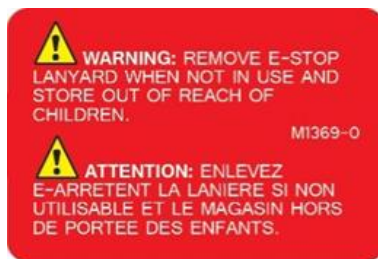 WARNING: REMOVE E-STOP
LANYARD WHEN NOT IN USE AND
STORE OUT OF REACH OF
CHILDREN.
M1369-0
ATTENTION: ENLEVEZ
E-ARRETENT LA LANIERE SI NON
UTILISABLE ET LE MAGASIN HORS
DE PORTEE DES ENFANTS.